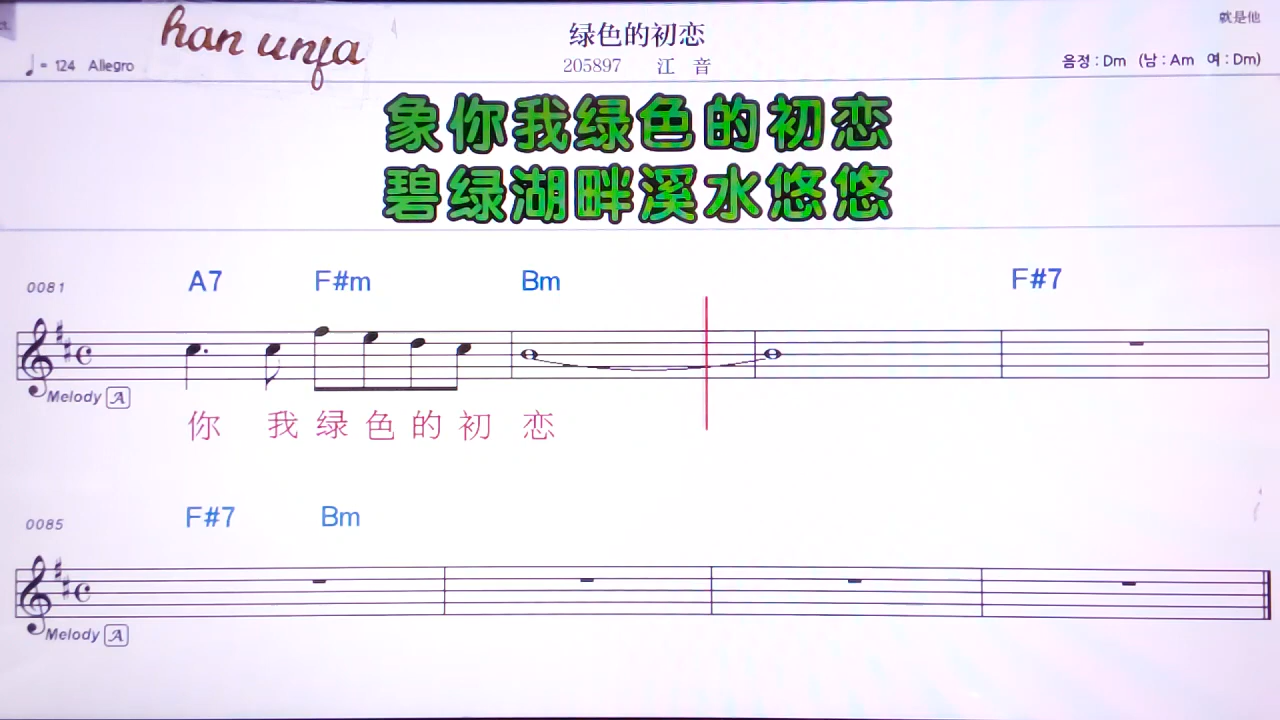 han unja
绿色的初恋
就是他
♩= 124 Allegro
205897 江 音
음정 : Dm (남 : Am 여 : Dm)
象你我绿色的初恋
碧绿湖畔溪水悠悠
0081
A7 F#m Bm F#7
Melody A
你 我 绿 色 的 初 恋
0085
F#7 Bm
Melody A